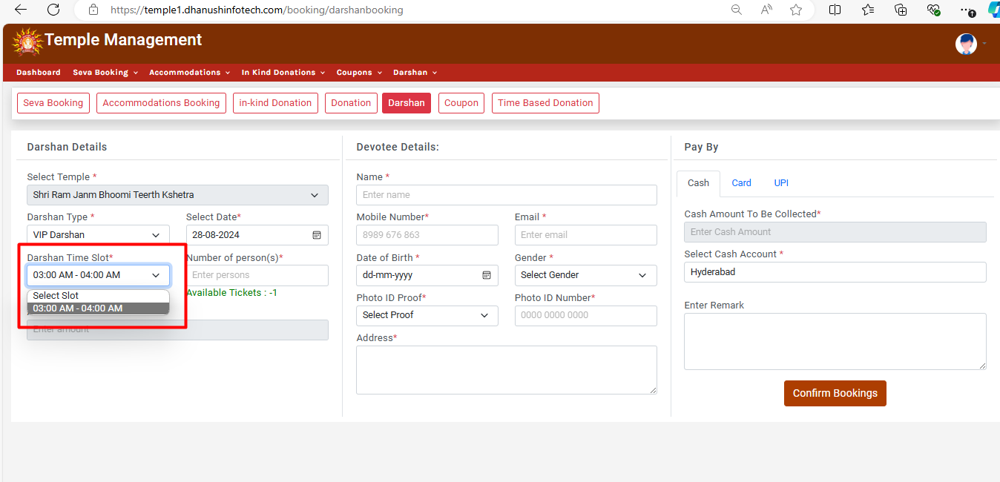 https://temple1.dhanushinfotech.com/booking/darshanbooking
Temple Management
Dashboard Seva Booking Accommodations In Kind Donations Coupons Darshan
Seva Booking Accommodations Booking in-kind Donation Donation Darshan Coupon Time Based Donation
Darshan Details
Select Temple *
Shri Ram Janm Bhoomi Teerth Kshetra
Darshan Type * Select Date*
VIP Darshan 28-08-2024
Darshan Time Slot* Number of person(s)*
03:00 AM - 04:00 AM Enter persons
Select Slot
Available Tickets : -1
03:00 AM - 04:00 AM
Enter amount
Devotee Details:
Name *
Enter name
Mobile Number* Email *
8989 676 863 Enter email
Date of Birth * Gender *
dd-mm-yyyy Select Gender
Photo ID Proof* Photo ID Number*
Select Proof 0000 0000 0000
Address*
Pay By
Cash Card UPI
Cash Amount To Be Collected*
Enter Cash Amount
Select Cash Account *
Hyderabad
Enter Remark
Confirm Bookings